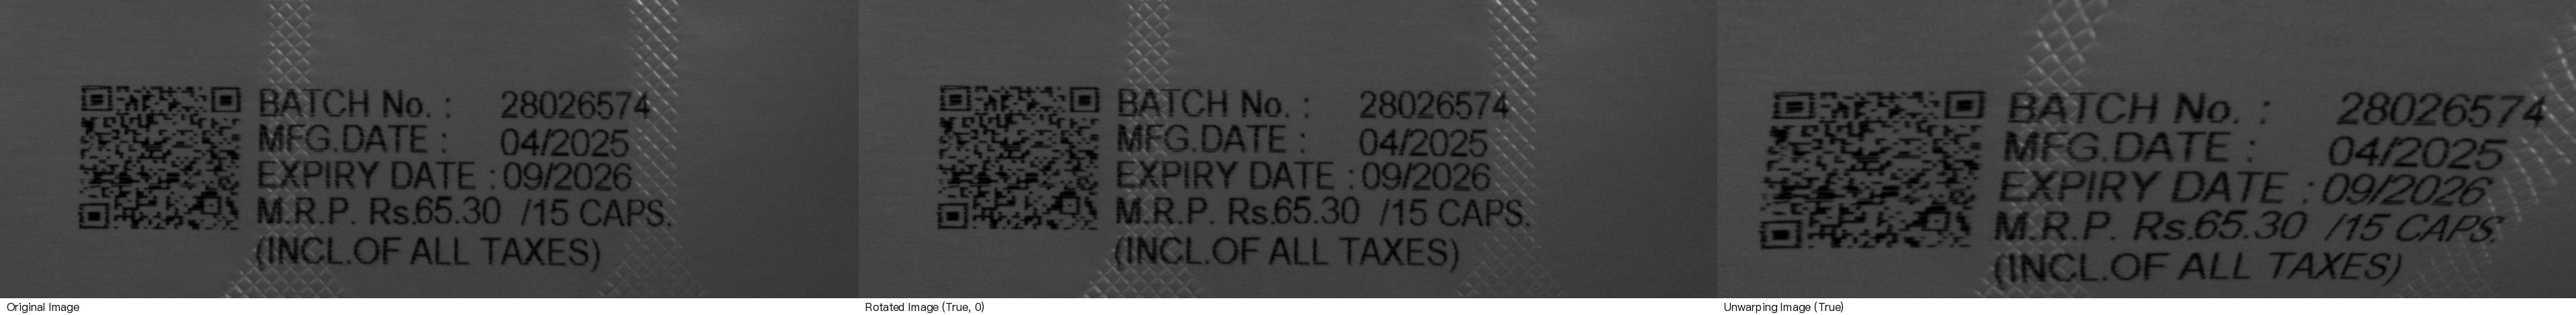 BATCH No. : 28026574
MFG.DATE : 04/2025
EXPIRY DATE : 09/2026
M.R.P. Rs.65.30 /15 CAPS.
(INCL.OF ALL TAXES)
BATCH No. : 28026574
MFG.DATE : 04/2025
EXPIRY DATE : 09/2026
M.R.P. Rs.65.30 /15 CAPS.
(INCL.OF ALL TAXES)
BATCH No. : 28026574
MFG.DATE : 04/2025
EXPIRY DATE : 09/2026
M.R.P. Rs.65.30 /15 CAPS.
(INCL.OF ALL TAXES)
Original Image
Rotated Image (True, 0)
Unwarping Image (True)